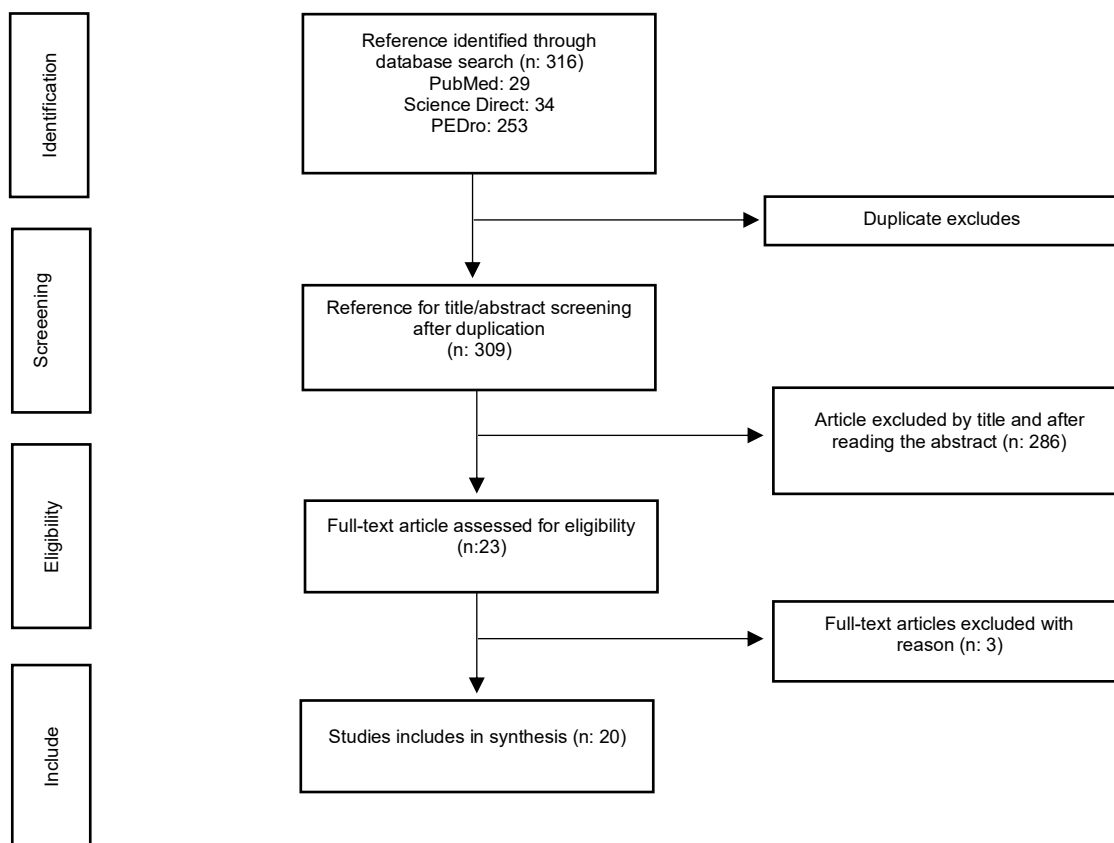 Identification
Reference identified through
database search (n: 316)
PubMed: 29
Science Direct: 34
PEDro: 253
Duplicate excludes
Screeening
Reference for title/abstract screening
after duplication
(n: 309)
Article excluded by title and after
reading the abstract (n: 286)
Eligibility
Full-text article assessed for eligibility
(n:23)
Full-text articles excluded with
reason (n: 3)
Include
Studies includes in synthesis (n: 20)